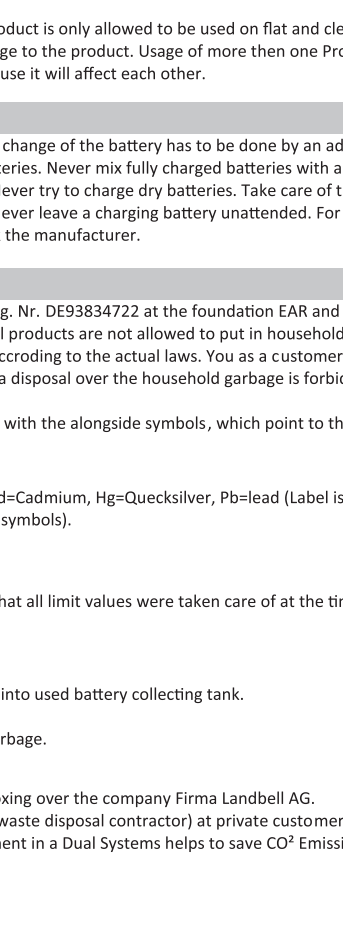 oduct is only allowed to be used on flat and cle
ge to the product. Usage of more then one Pro
use it will affect each other.
change of the battery has to be done by an ad
teries. Never mix fully charged batteries with a
lever try to charge dry batteries. Take care of t
ever leave a charging battery unattended. For
the manufacturer.
g. Nr. DE93834722 at the foundation EAR and
l products are not allowed to put in household
ccroding to the actual laws. You as a customer
a disposal over the household garbage is forbid
with the alongside symbols, which point to th
d=Cadmium, Hg=Quecksilver, Pb=lead (Label is
symbols).
hat all limit values were taken care of at the tin
into used battery collecting tank.
rbage.
oxing over the company Firma Landbell AG.
waste disposal contractor) at private customer
nent in a Dual Systems helps to save CO² Emissi